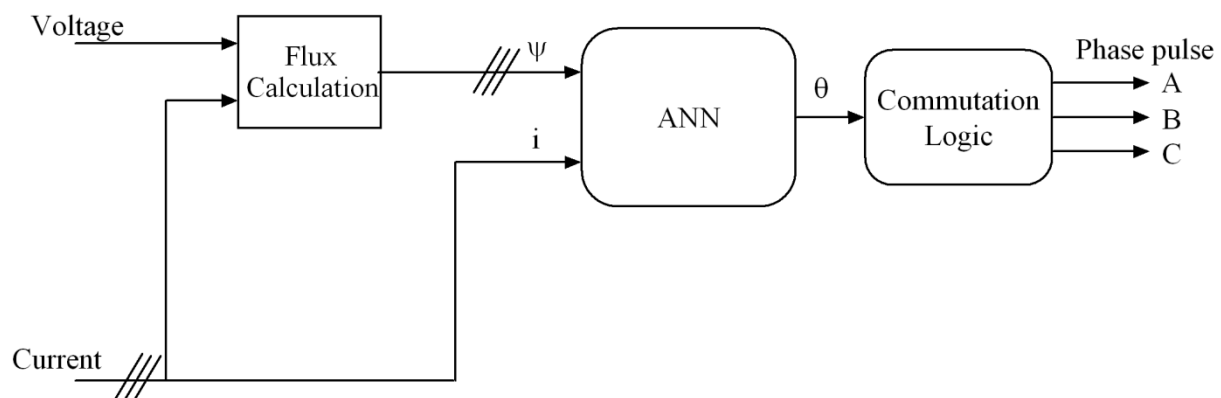 Voltage
Flux
Calculation
ψ
i
ANN
θ
Commutation
Logic
Phase pulse
A
B
C
Current